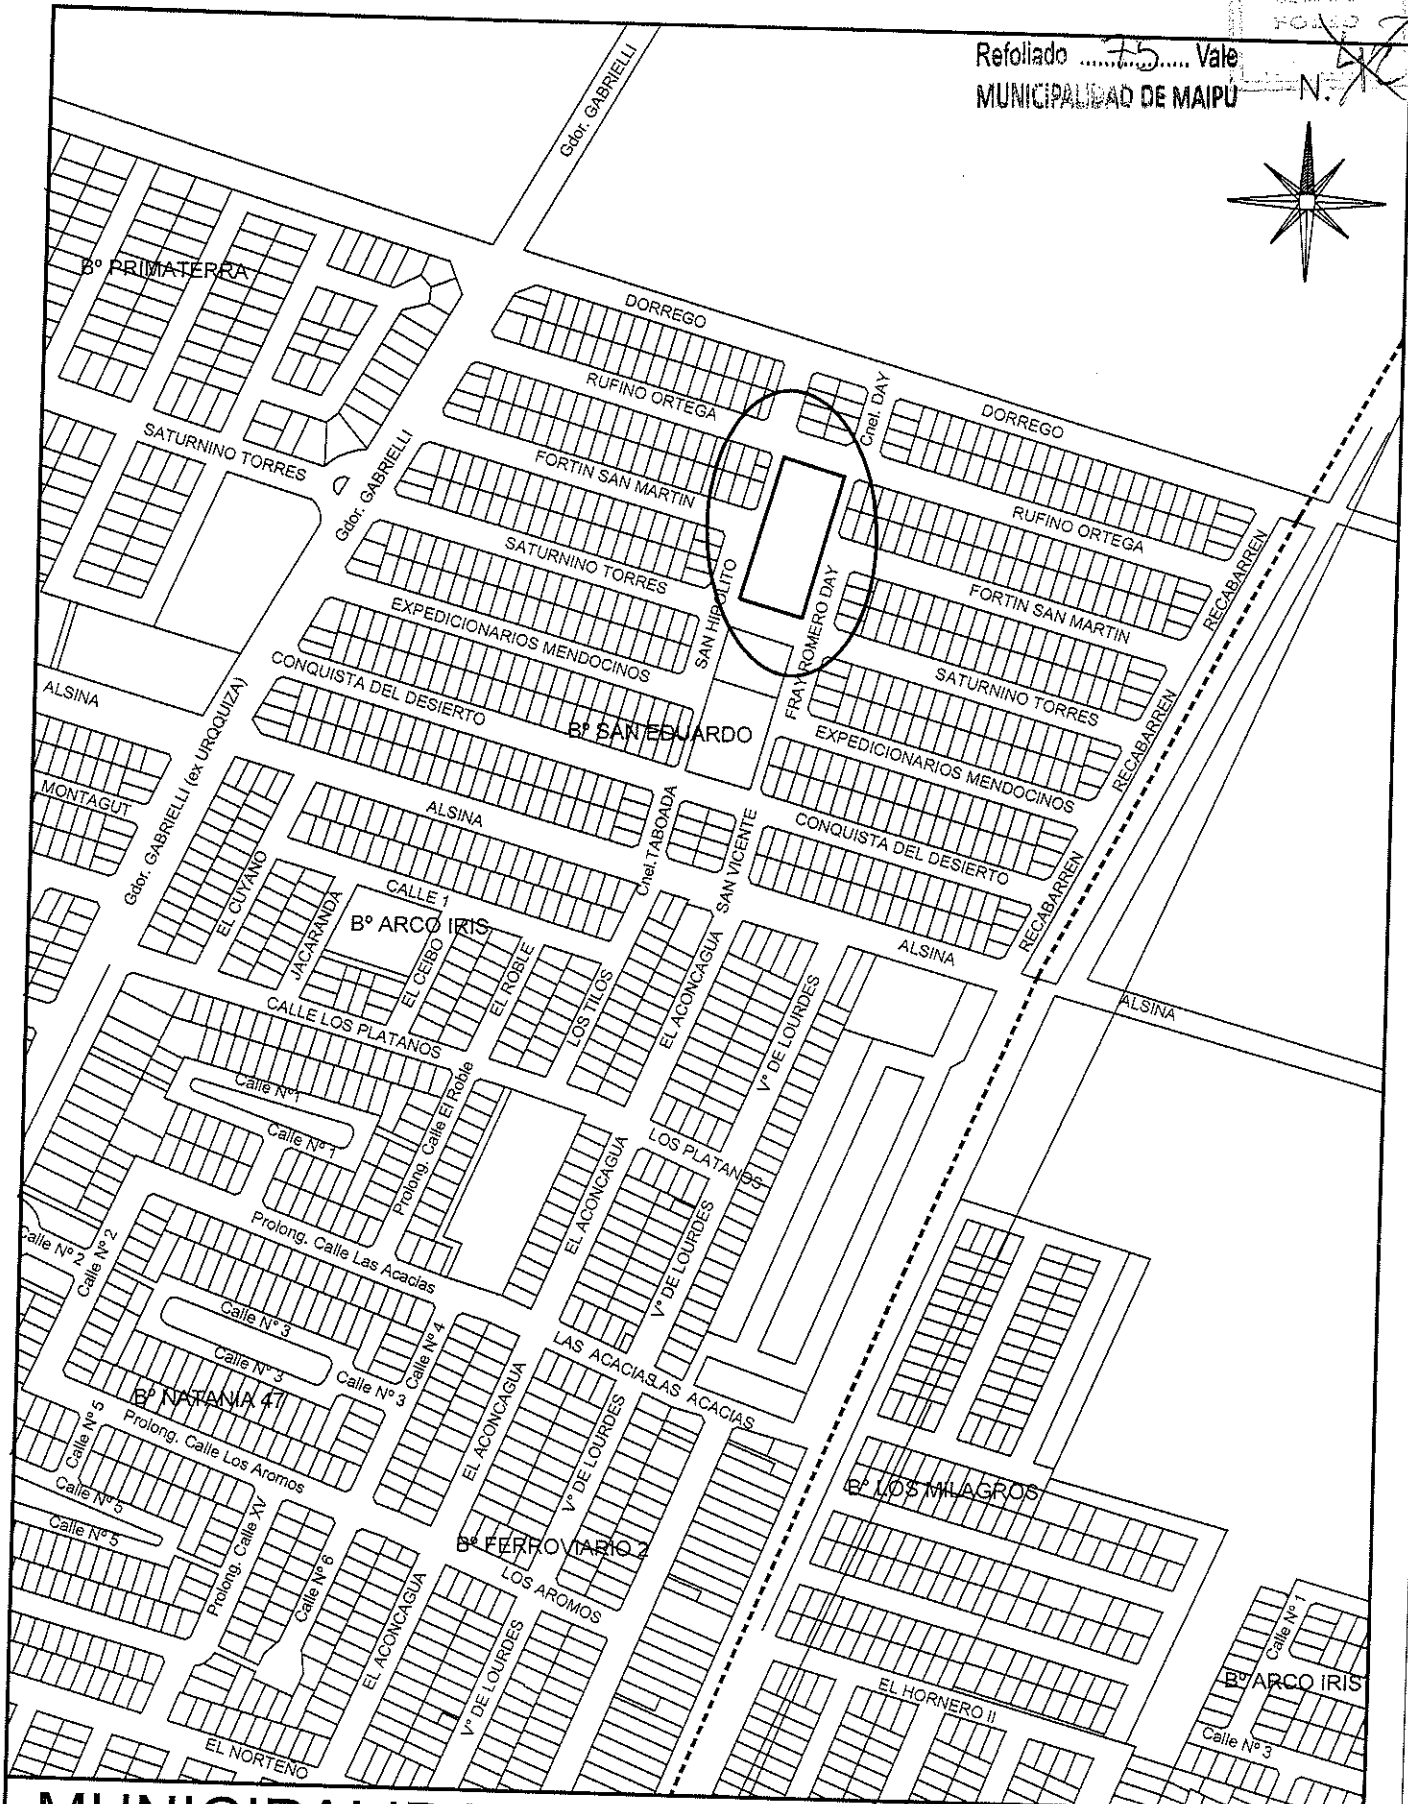 Refoliado ......75...... Vale
MUNICIPALIDAD DE MAIPÚ
N.
Gdor. GABRIELLI
Bº PRIMATERRA
DORREGO
RUFINO ORTEGA
Cnel. DAY
DORREGO
SATURNINO TORRES
Gdor. GABRIELLI
FORTIN SAN MARTIN
RUFINO ORTEGA
SATURNINO TORRES
SAN HIPOLITO
FRAY ROMERO DAY
FORTIN SAN MARTIN
RECABARREN
EXPEDICIONARIOS MENDOCINOS
CONQUISTA DEL DESIERTO
SATURNINO TORRES
ALSINA
Bº SAN EDUARDO
EXPEDICIONARIOS MENDOCINOS
RECABARREN
MONTAGUT
Gdor. GABRIELLI (ex URQUIZA)
ALSINA
Cnel. TABOADA
SAN VICENTE
CONQUISTA DEL DESIERTO
RECABARREN
EL CUYANO
JACARANDA
CALLE 1
Bº ARCO IRIS
EL CEIBO
EL ROBLE
LOS TILOS
EL ACONCAGUA
ALSINA
V° DE LOURDES
ALSINA
CALLE LOS PLATANOS
Calle Nº 1
Calle Nº 1
Prolong. Calle El Roble
EL ACONCAGUA
LOS PLATANOS
Calle Nº 2
Calle Nº 2
Prolong. Calle Las Acacias
V° DE LOURDES
Calle Nº 3
Calle Nº 3
Calle Nº 3
Calle Nº 4
LAS ACACIAS
LAS ACACIAS
Bº NATANIA 47
Calle Nº 5
Prolong. Calle Los Aromos
EL ACONCAGUA
V° DE LOURDES
Calle Nº 5
Calle Nº 5
Prolong. Calle XV
Calle Nº 6
Bº LOS MILAGROS
Bº FERROVIARIO 2
LOS AROMOS
EL ACONCAGUA
V° DE LOURDES
Calle Nº 1
EL HORNERO II
Bº ARCO IRIS
Calle Nº 3
EL NORTEÑO